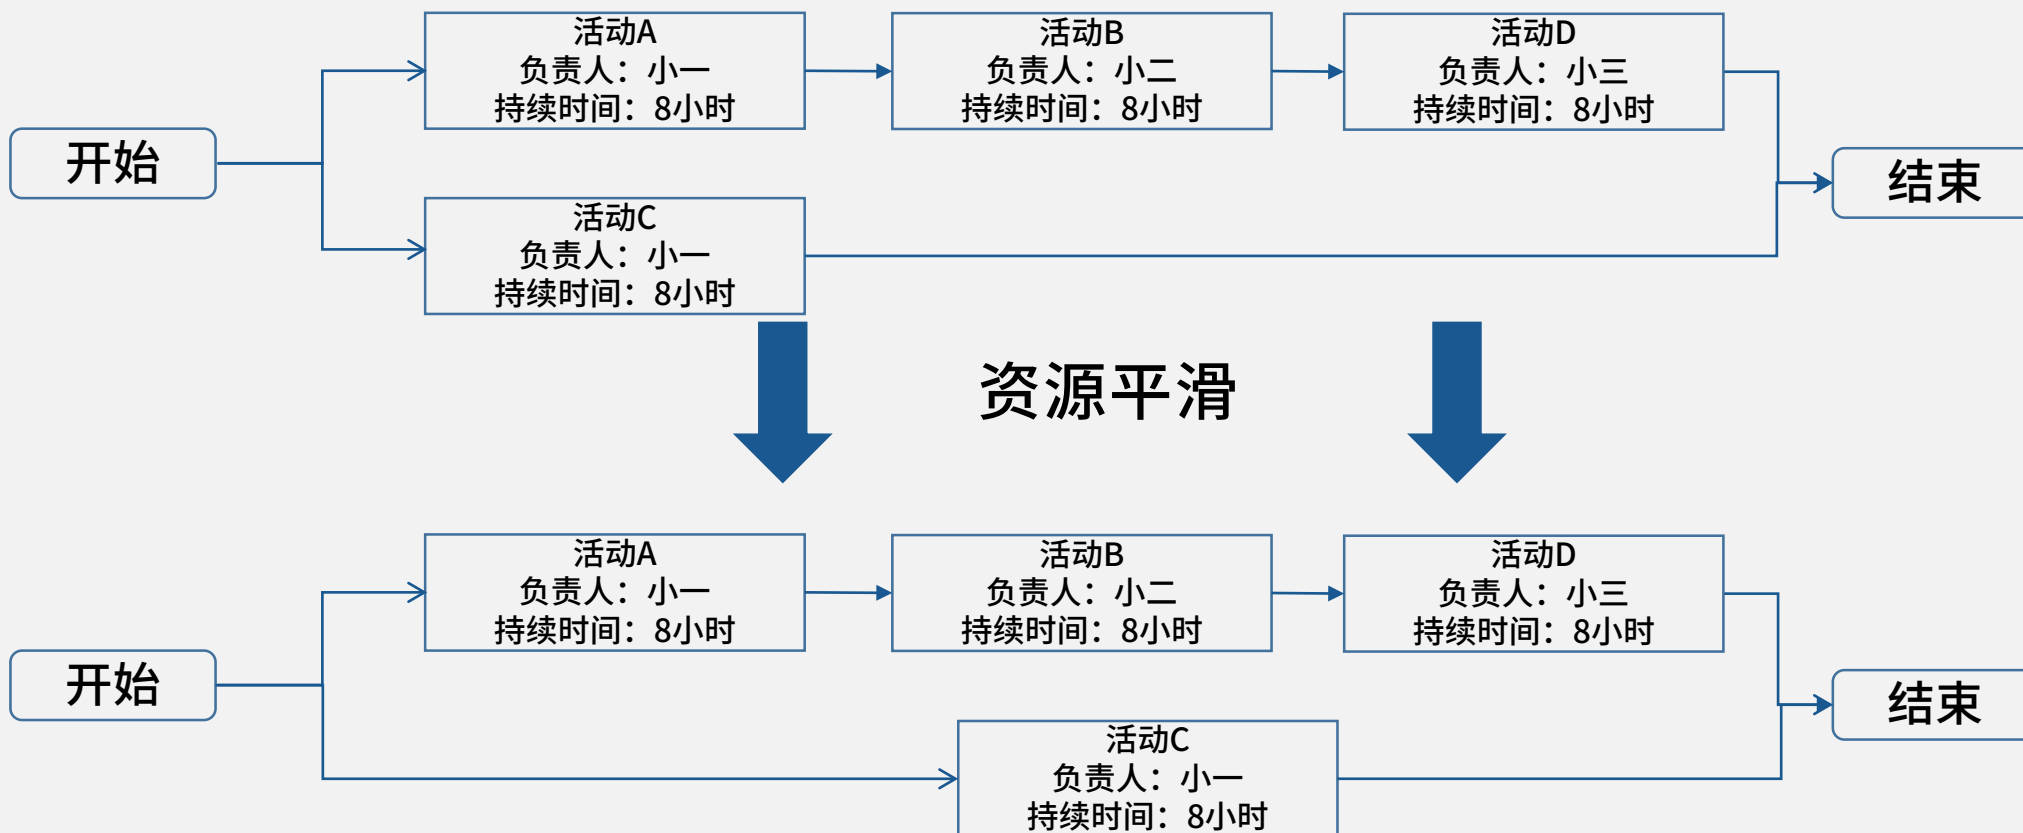 活动A
负责人：小一
持续时间：8小时
活动B
负责人：小二
持续时间：8小时
活动D
负责人：小三
持续时间：8小时
开始
结束
活动C
负责人：小一
持续时间：8小时
资源平滑
活动A
负责人：小一
持续时间：8小时
活动B
负责人：小二
持续时间：8小时
活动D
负责人：小三
持续时间：8小时
开始
结束
活动C
负责人：小一
持续时间：8小时